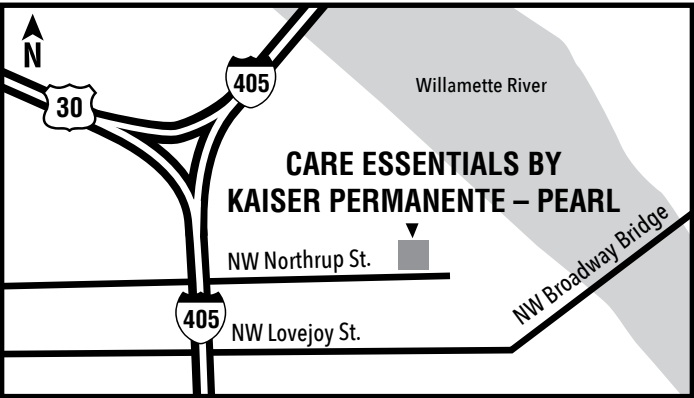 N
30
405
Willamette River
CARE ESSENTIALS BY
KAISER PERMANENTE – PEARL
NW Northrup St.
NW Broadway Bridge
405
NW Lovejoy St.